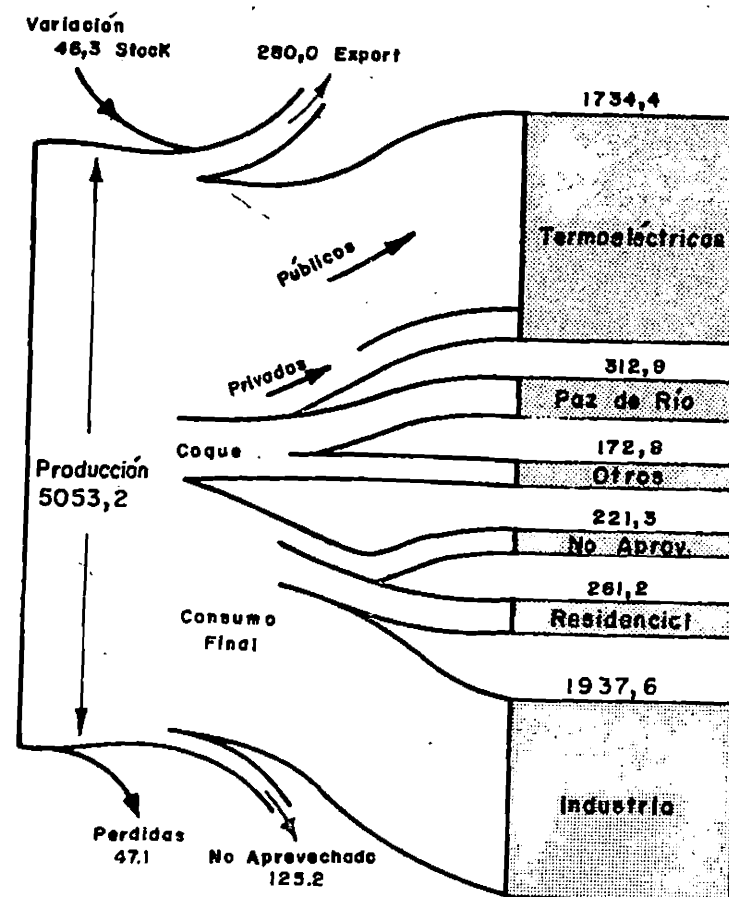 Variación
46,3 Stock
280,0 Export
1734,4
Termoeléctricas
Públicos
Privados
312,9
Paz de Río
Coque
172,8
Otros
Producción
5053,2
221,3
No Aprov.
261,2
Residencict
Consumo
Final
1937,6
Industria
Perdidas
47.1
No Aprovechado
125.2